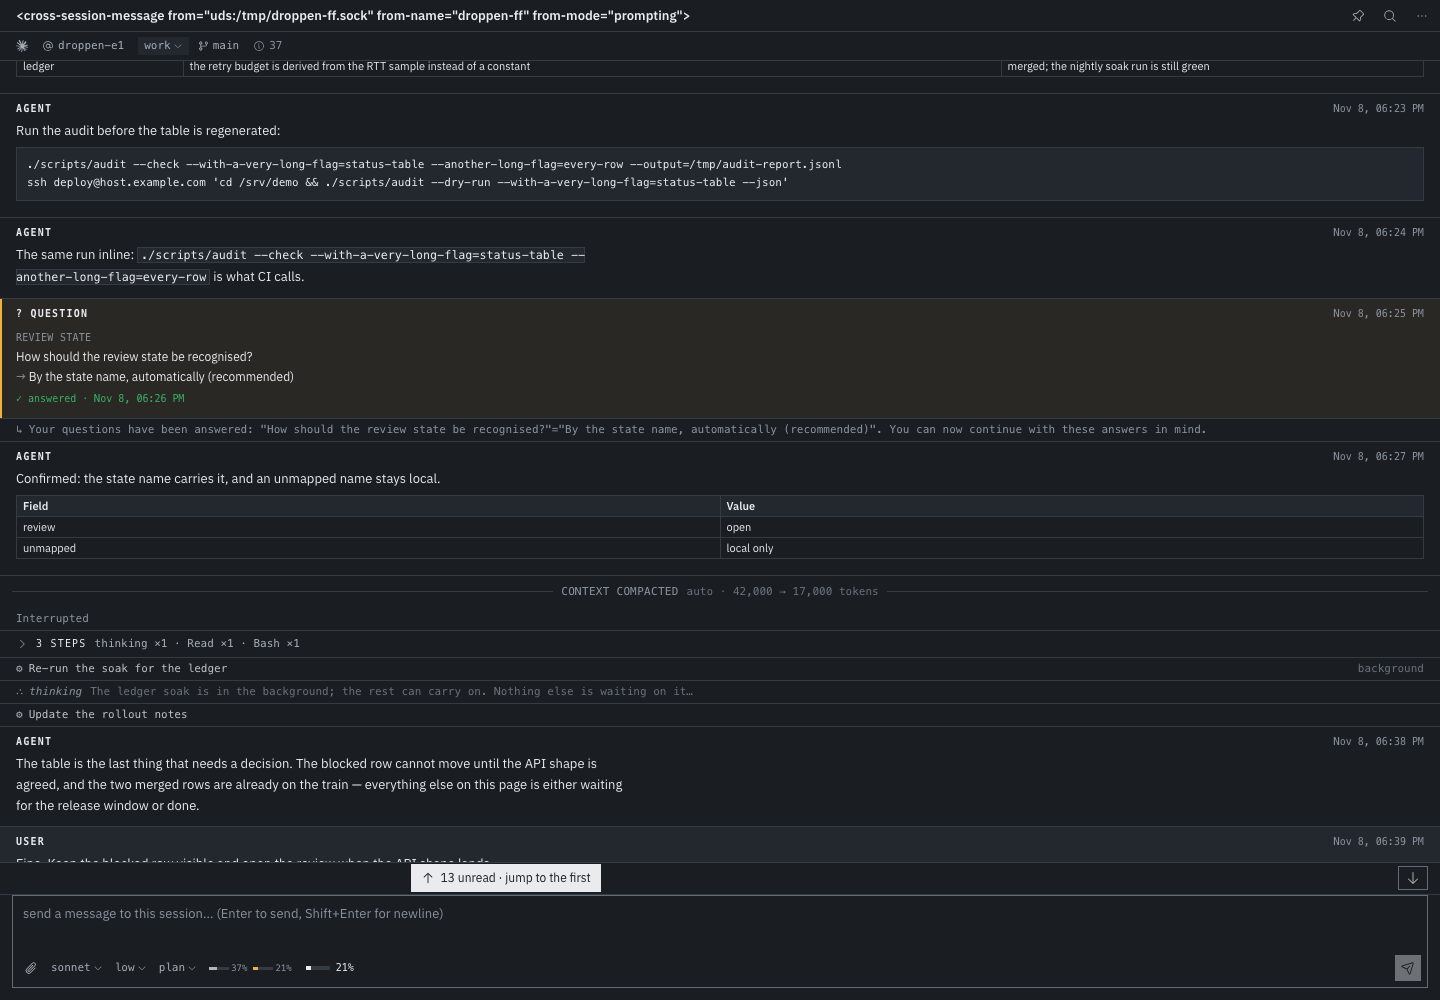 <cross-session-message from="uds:/tmp/droppen-ff.sock" from-name="droppen-ff" from-mode="prompting">
@ droppen-e1 work main 37
ledger the retry budget is derived from the RTT sample instead of a constant merged; the nightly soak run is still green
AGENT Nov 8, 06:23 PM
Run the audit before the table is regenerated:
./scripts/audit --check --with-a-very-long-flag=status-table --another-long-flag=every-row --output=/tmp/audit-report.jsonl
ssh deploy@host.example.com 'cd /srv/demo && ./scripts/audit --dry-run --with-a-very-long-flag=status-table --json'
AGENT Nov 8, 06:24 PM
The same run inline: ./scripts/audit --check --with-a-very-long-flag=status-table --
another-long-flag=every-row is what CI calls.
? QUESTION Nov 8, 06:25 PM
REVIEW STATE
How should the review state be recognised?
→ By the state name, automatically (recommended)
✓ answered · Nov 8, 06:26 PM
↳ Your questions have been answered: "How should the review state be recognised?"="By the state name, automatically (recommended)". You can now continue with these answers in mind.
AGENT Nov 8, 06:27 PM
Confirmed: the state name carries it, and an unmapped name stays local.
Field Value
review open
unmapped local only
CONTEXT COMPACTED auto · 42,000 → 17,000 tokens
Interrupted
3 STEPS thinking ×1 · Read ×1 · Bash ×1
⚙ Re-run the soak for the ledger background
∴ thinking The ledger soak is in the background; the rest can carry on. Nothing else is waiting on it…
⚙ Update the rollout notes
AGENT Nov 8, 06:38 PM
The table is the last thing that needs a decision. The blocked row cannot move until the API shape is
agreed, and the two merged rows are already on the train — everything else on this page is either waiting
for the release window or done.
USER Nov 8, 06:39 PM
Fine. Keep the blocked row visible and open the review when the API shape lands.
↑ 13 unread · jump to the first
send a message to this session… (Enter to send, Shift+Enter for newline)
sonnet low plan 37% 21% 21%